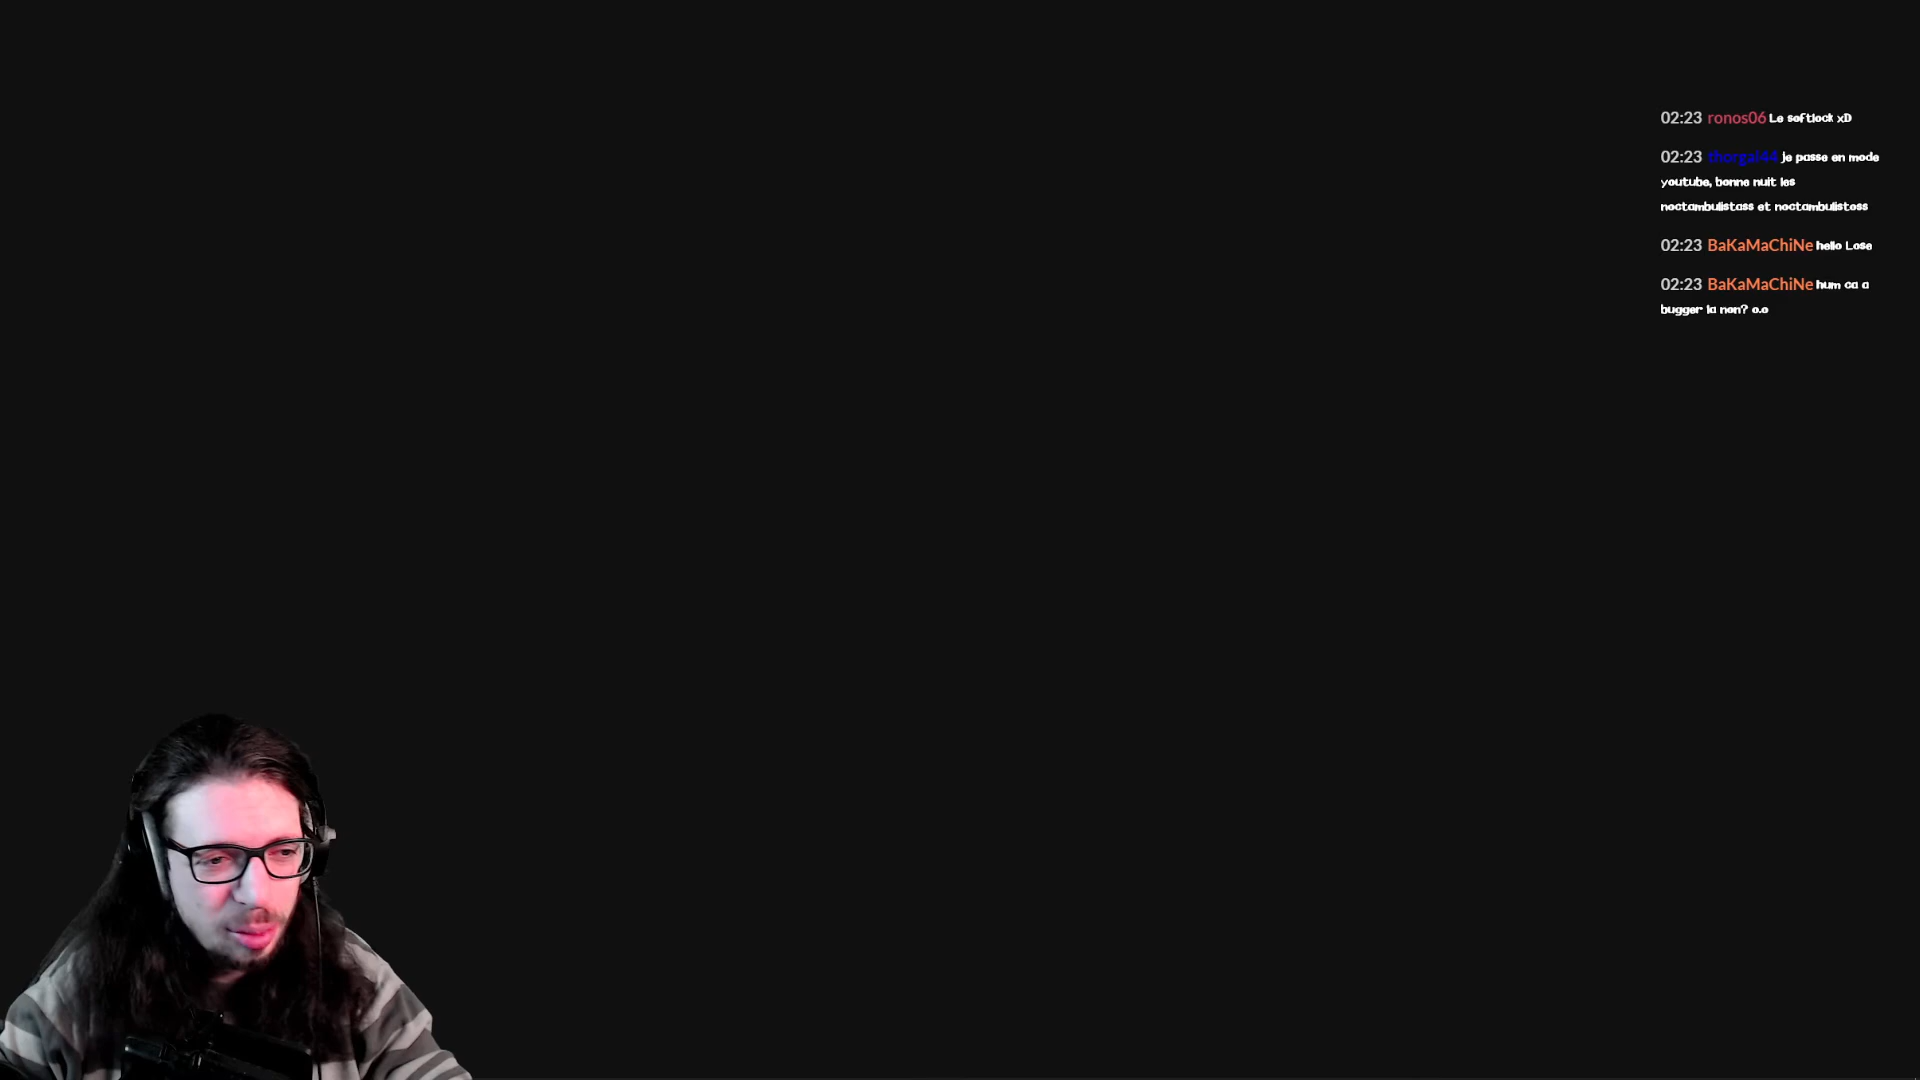 02:23 ronos06 Le softlock xD
02:23 thorgal44 je passe en mode
youtube, bonne nuit les
noctambulistass et noctambulistoss
02:23 BaKaMaChiNe hello Lose
02:23 BaKaMaChiNe hum ca a
bugger la non? o.o